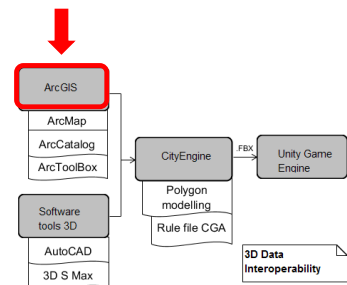 ArcGIS
ArcMap
ArcCatalog
ArcToolBox
Software
tools 3D
AutoCAD
3D S Max
CityEngine
Polygon
modelling
Rule file CGA
.FBX
Unity Game
Engine
3D Data
Interoperability